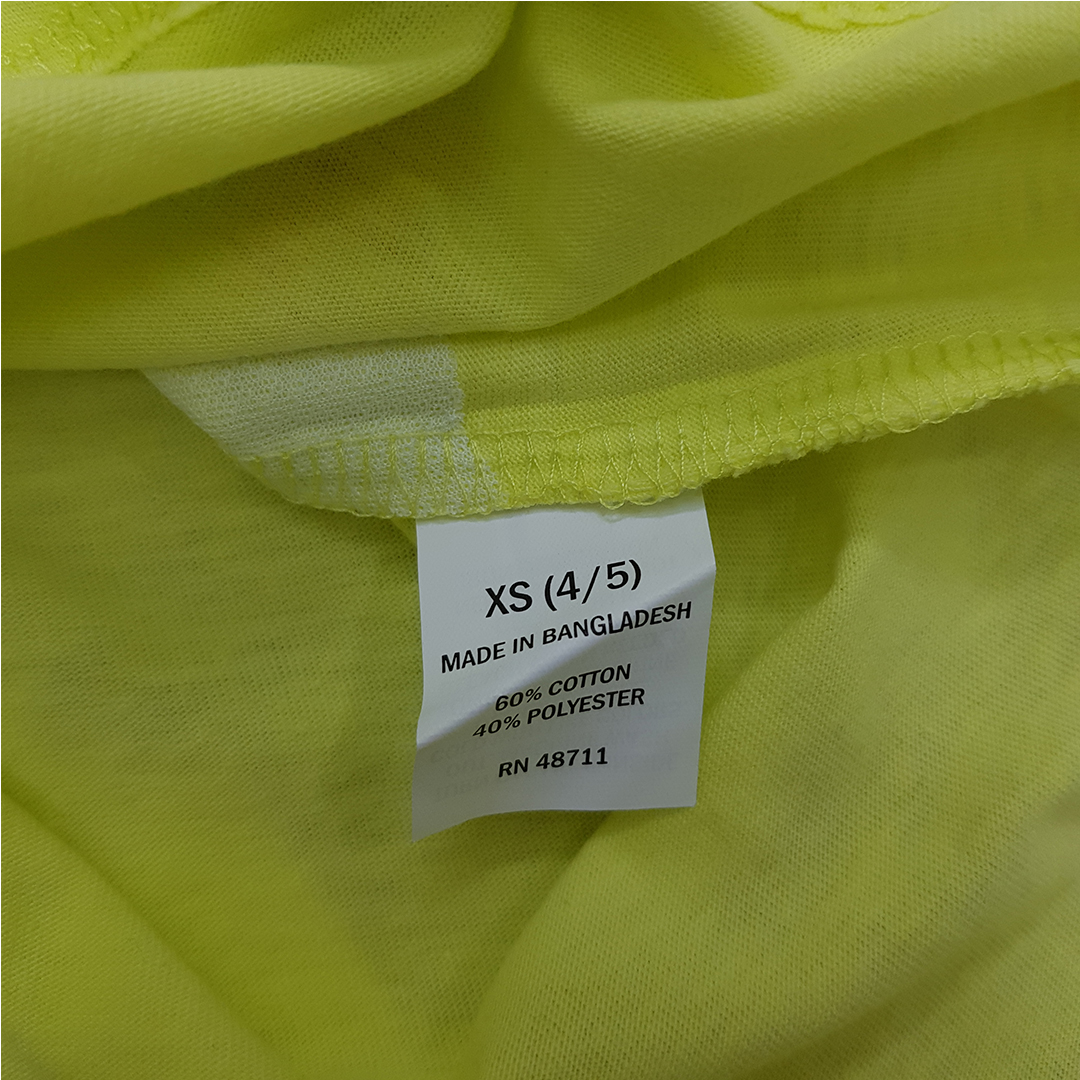 XS (4/5)
MADE IN BANGLADESH
60% COTTON
40% POLYESTER
RN 48711